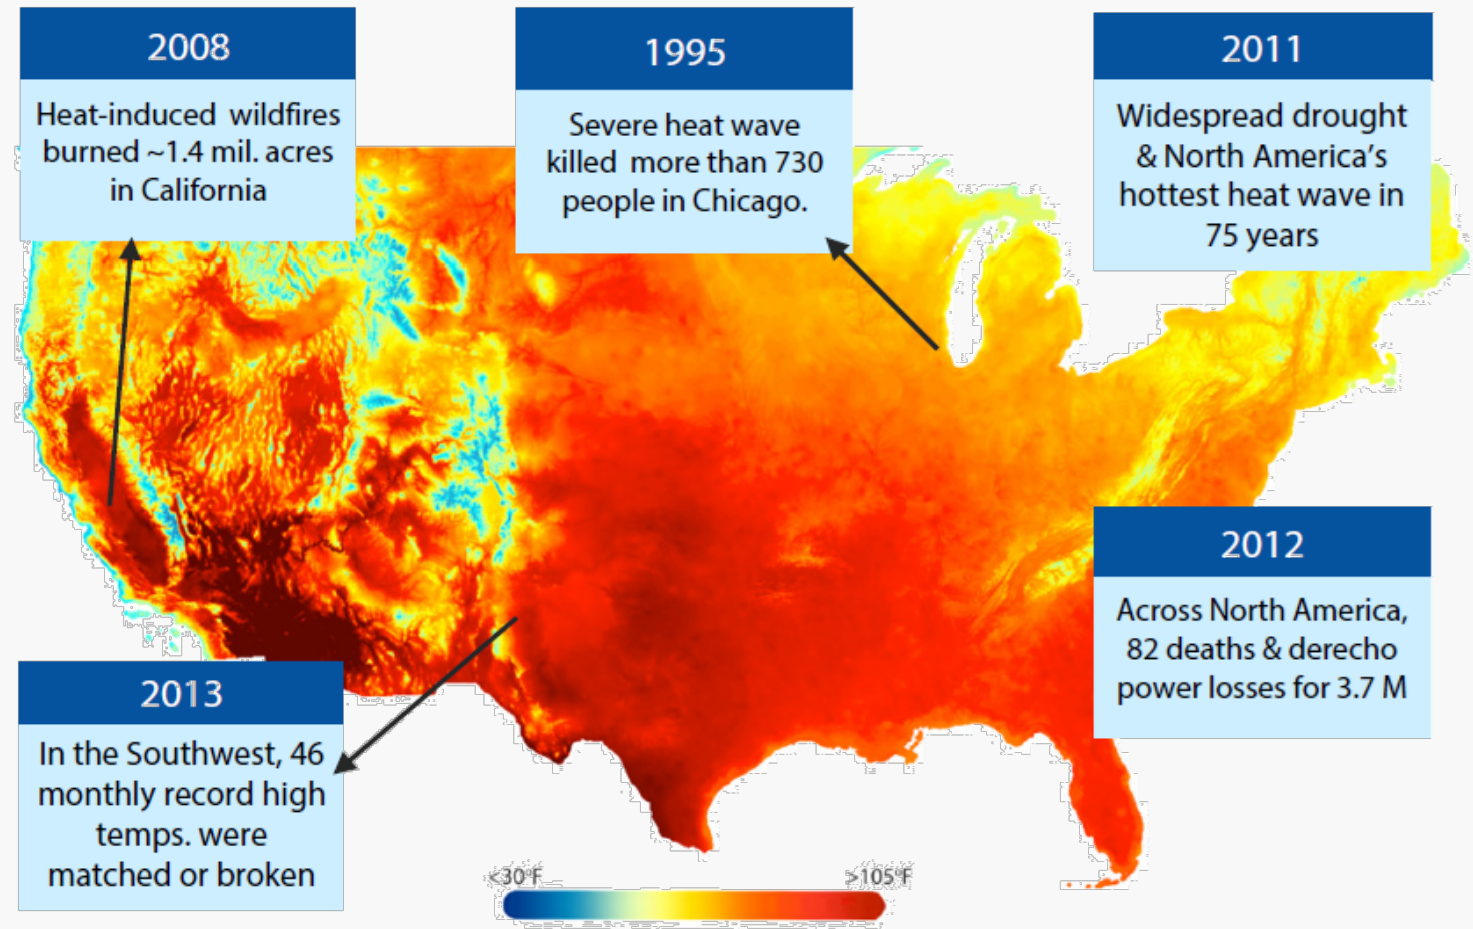 2008
Heat-induced wildfires
burned ~1.4 mil. acres
in California
1995
Severe heat wave
killed more than 730
people in Chicago.
2011
Widespread drought
& North America's
hottest heat wave in
75 years
2012
Across North America,
82 deaths & derecho
power losses for 3.7 M
2013
In the Southwest, 46
monthly record high
temps. were
matched or broken
<30°F
>105°F